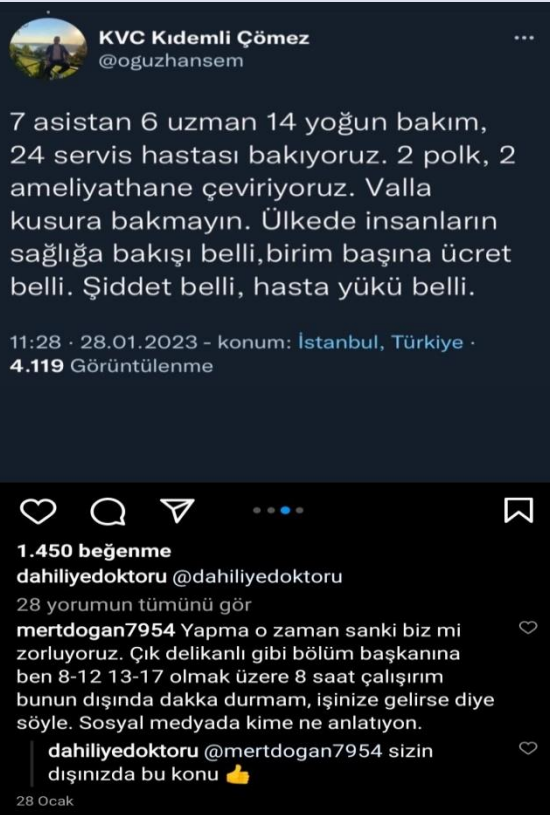 KVC Kıdemli Çömez
@oguzhansem
7 asistan 6 uzman 14 yoğun bakım,
24 servis hastası bakıyoruz. 2 polk, 2
ameliyathane çeviriyoruz. Valla
kusura bakmayın. Ülkede insanların
sağlığa bakışı belli,birim başına ücret
belli. Şiddet belli, hasta yükü belli.
11:28 · 28.01.2023 - konum: İstanbul, Türkiye ·
4.119 Görüntülenme
1.450 beğenme
dahiliyedoktoru @dahiliyedoktoru
28 yorumun tümünü gör
mertdogan7954 Yapma o zaman sanki biz mi
zorluyoruz. Çık delikanlı gibi bölüm başkanına
ben 8-12 13-17 olmak üzere 8 saat çalışırım
bunun dışında dakka durmam, işinize gelirse diye
söyle. Sosyal medyada kime ne anlatıyon.
dahiliyedoktoru @mertdogan7954 sizin
dışınızda bu konu 👍
28 Ocak